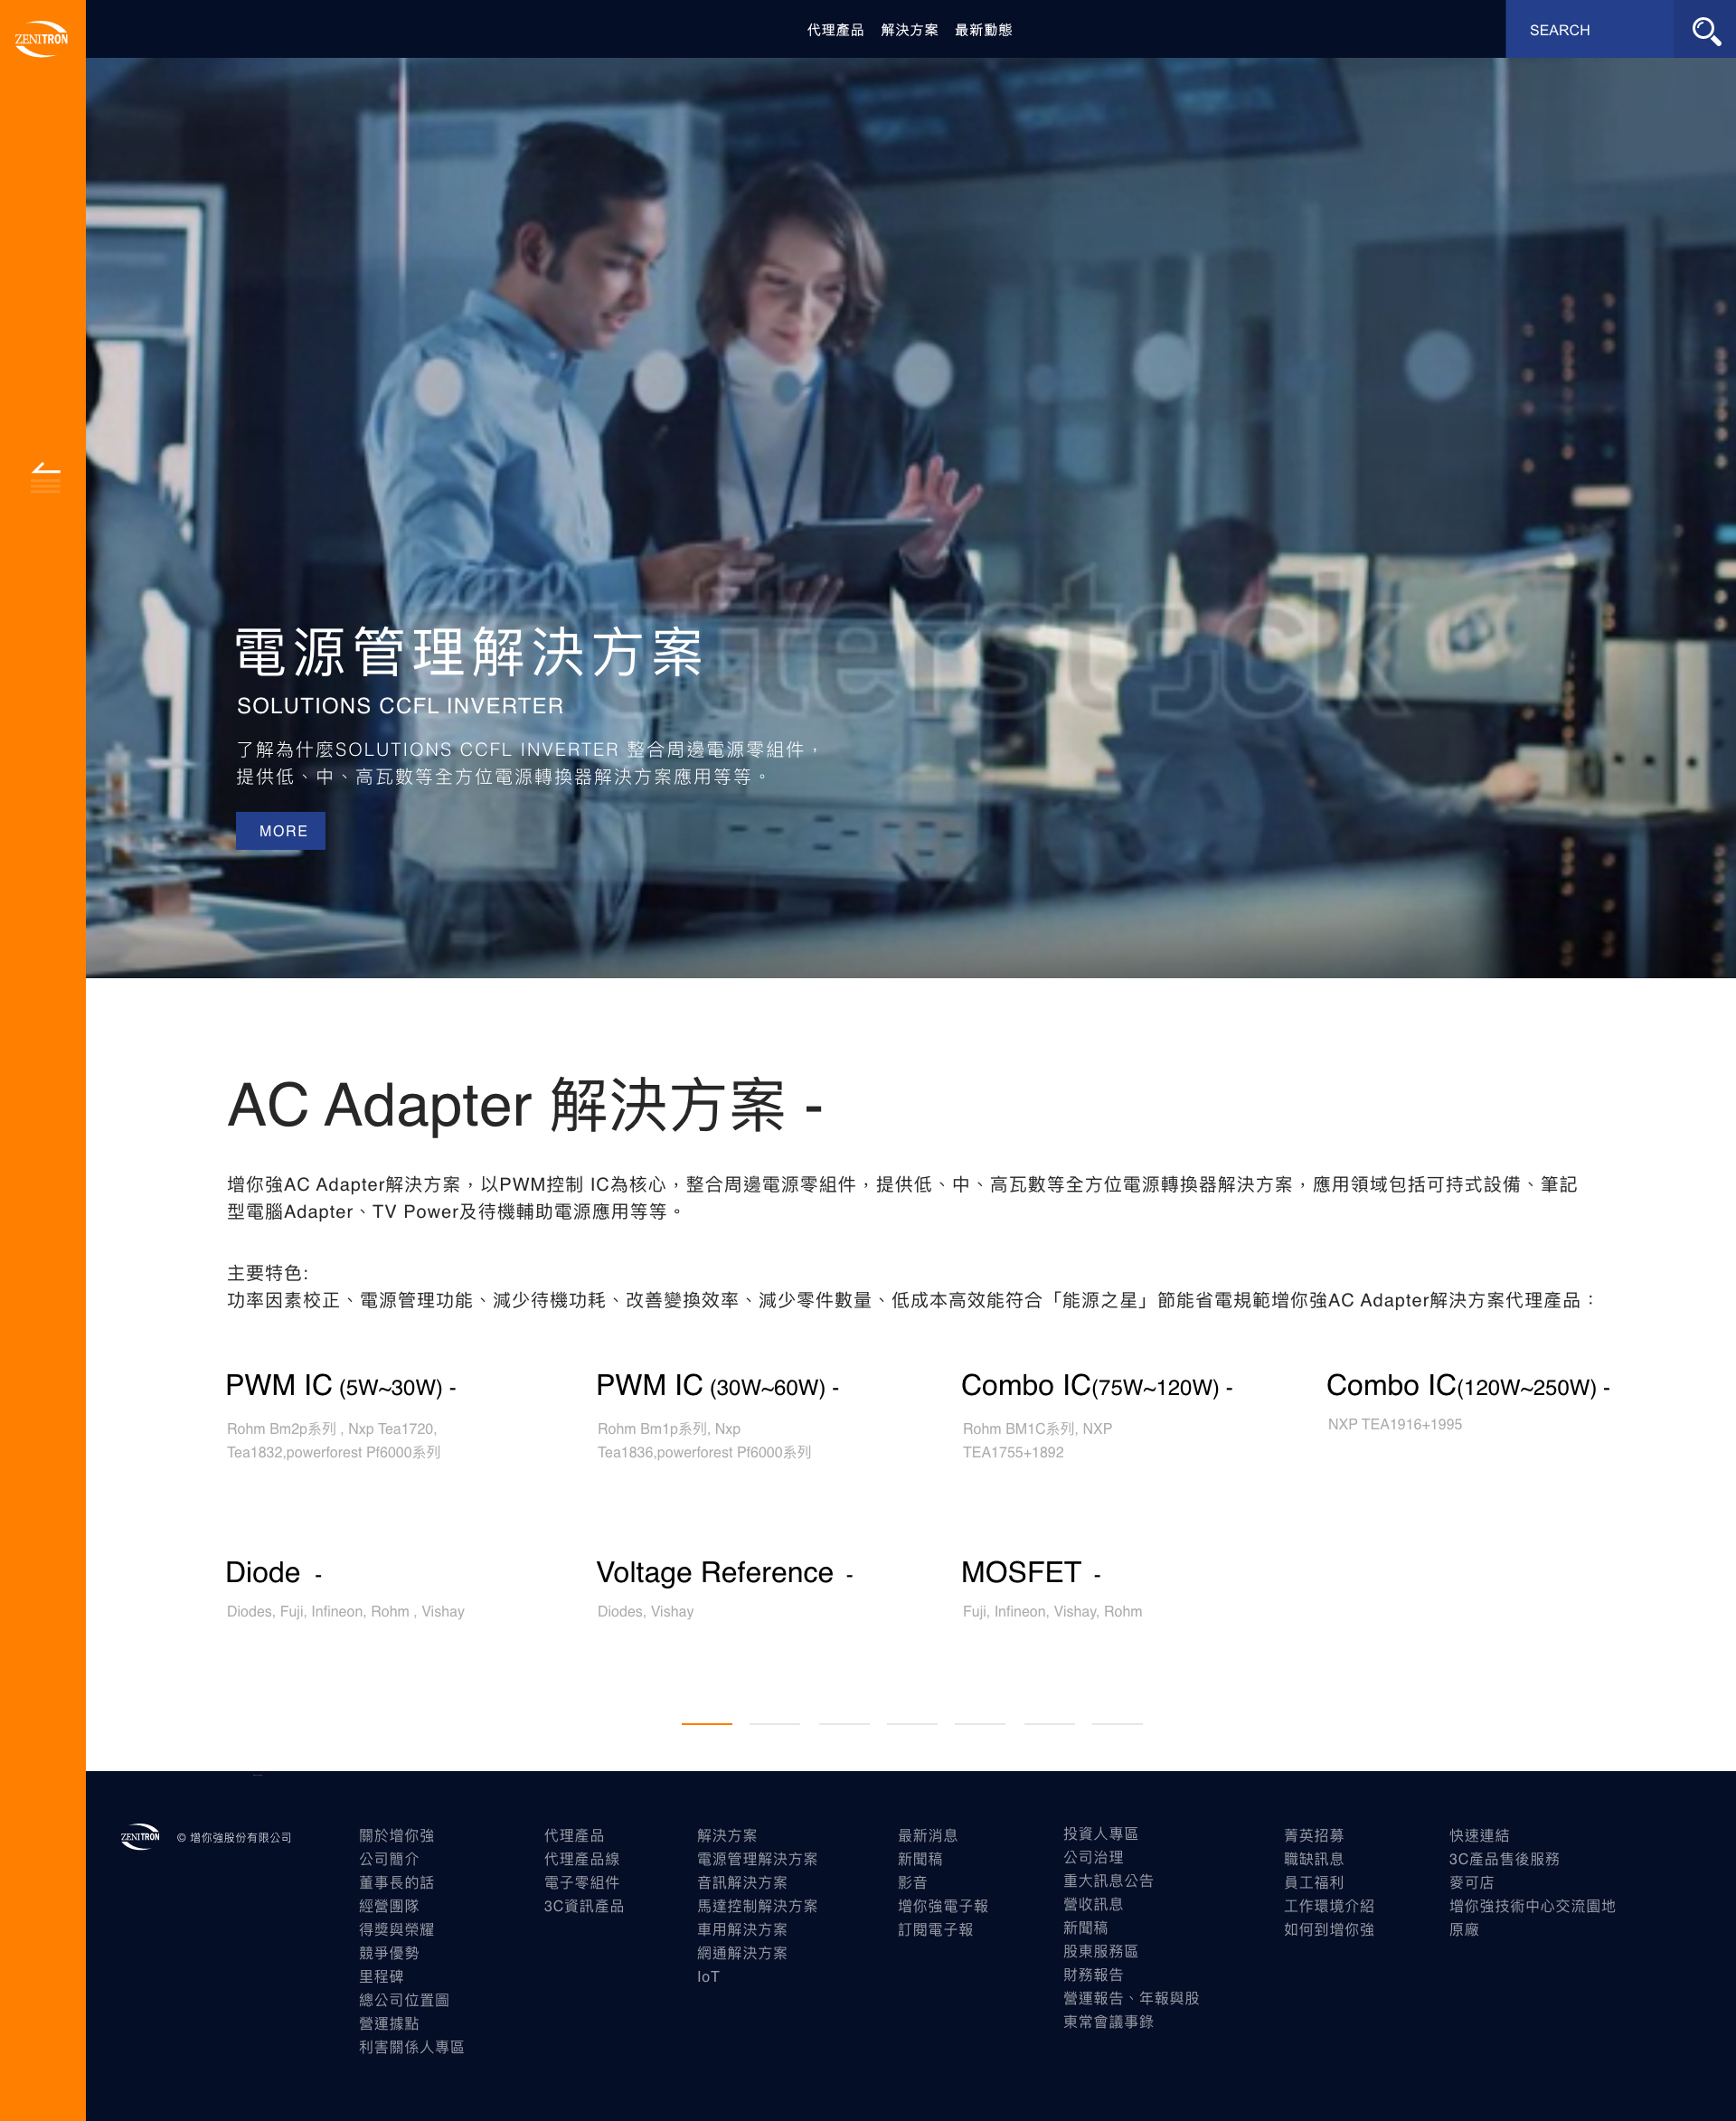 ZENITRON
代理產品 解決方案 最新動態
SEARCH
shutterstock
電源管理解決方案
SOLUTIONS CCFL INVERTER
了解為什麼SOLUTIONS CCFL INVERTER 整合周邊電源零組件，
提供低、中、高瓦數等全方位電源轉換器解決方案應用等等。
MORE
AC Adapter 解決方案 -
增你強AC Adapter解決方案，以PWM控制 IC為核心，整合周邊電源零組件，提供低、中、高瓦數等全方位電源轉換器解決方案，應用領域包括可持式設備、筆記
型電腦Adapter、TV Power及待機輔助電源應用等等。
主要特色:
功率因素校正、電源管理功能、減少待機功耗、改善變換效率、減少零件數量、低成本高效能符合「能源之星」節能省電規範增你強AC Adapter解決方案代理產品：
PWM IC (5W~30W) -
Rohm Bm2p系列 , Nxp Tea1720,
Tea1832,powerforest Pf6000系列
PWM IC (30W~60W) -
Rohm Bm1p系列, Nxp
Tea1836,powerforest Pf6000系列
Combo IC(75W~120W) -
Rohm BM1C系列, NXP
TEA1755+1892
Combo IC(120W~250W) -
NXP TEA1916+1995
Diode -
Diodes, Fuji, Infineon, Rohm , Vishay
Voltage Reference -
Diodes, Vishay
MOSFET -
Fuji, Infineon, Vishay, Rohm
ZENITRON
© 增你強股份有限公司
關於增你強
公司簡介
董事長的話
經營團隊
得獎與榮耀
競爭優勢
里程碑
總公司位置圖
營運據點
利害關係人專區
代理產品
代理產品線
電子零組件
3C資訊產品
解決方案
電源管理解決方案
音訊解決方案
馬達控制解決方案
車用解決方案
網通解決方案
IoT
最新消息
新聞稿
影音
增你強電子報
訂閱電子報
投資人專區
公司治理
重大訊息公告
營收訊息
新聞稿
股東服務區
財務報告
營運報告、年報與股
東常會議事錄
菁英招募
職缺訊息
員工福利
工作環境介紹
如何到增你強
快速連結
3C產品售後服務
麥可店
增你強技術中心交流園地
原廠